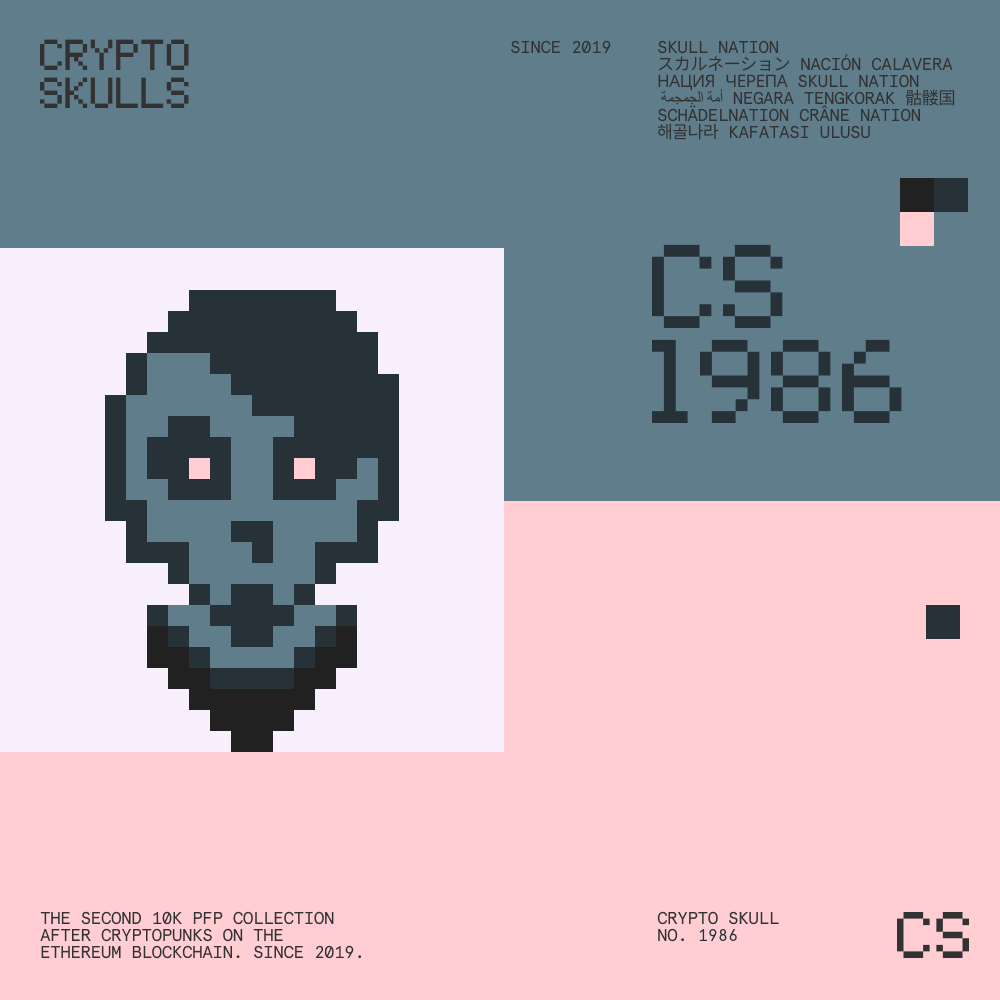 CRYPTO
SKULLS
SINCE 2019
SKULL NATION
スカルネーション NACIÓN CALAVERA
НАЦИЯ ЧЕРЕПА SKULL NATION
أمة الجمجمة NEGARA TENGKORAK 骷髅国
SCHÄDELNATION CRÂNE NATION
해골나라 KAFATASI ULUSU
CS
1986
THE SECOND 10K PFP COLLECTION
AFTER CRYPTOPUNKS ON THE
ETHEREUM BLOCKCHAIN. SINCE 2019.
CRYPTO SKULL
NO. 1986
CS